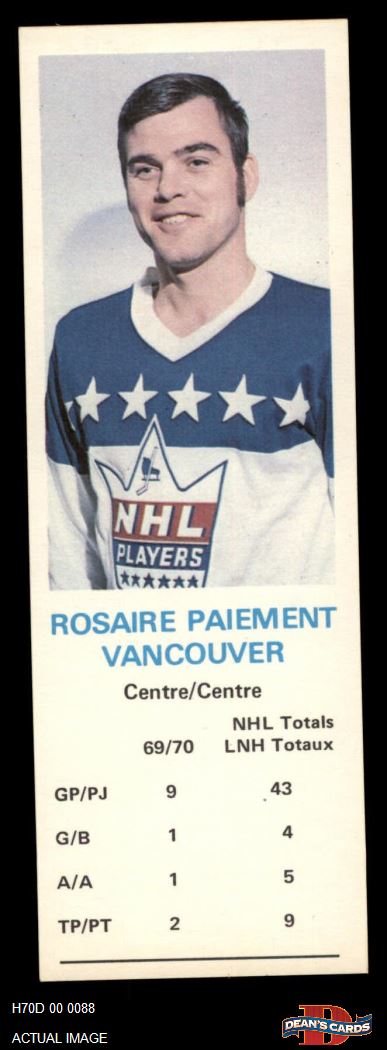 NHL
PLAYERS
ROSAIRE PAIEMENT
VANCOUVER
Centre/Centre
NHL Totals
69/70 LNH Totaux
GP/PJ 9 43
G/B 1 4
A/A 1 5
TP/PT 2 9
H70D 00 0088
ACTUAL IMAGE
D
DEAN'S CARDS